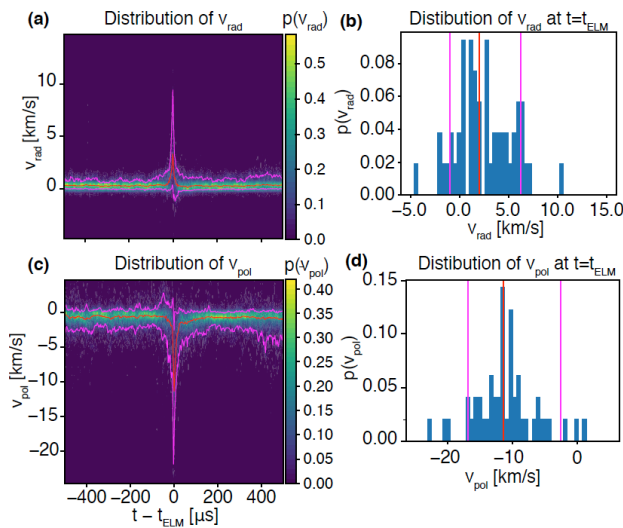 (a) Distribution of v_rad p(v_rad)
v_rad [km/s]
15
10
5
0
0.5
0.4
0.3
0.2
0.1
0.0
(b) Distibution of v_rad at t=t_ELM
p(v_rad)
0.08
0.06
0.04
0.02
0.00
-5.0 0.0 5.0 10.0 15.0
v_rad [km/s]
(c) Distribution of v_pol p(v_pol)
v_pol [km/s]
0
−5
−10
−15
−20
0.40
0.35
0.30
0.25
0.20
0.15
0.10
0.05
0.00
−400 −200 0 200 400
t − t_ELM [µs]
(d) Distibution of v_pol at t=t_ELM
p(v_pol)
0.15
0.10
0.05
0.00
−20 −10 0
v_pol [km/s]